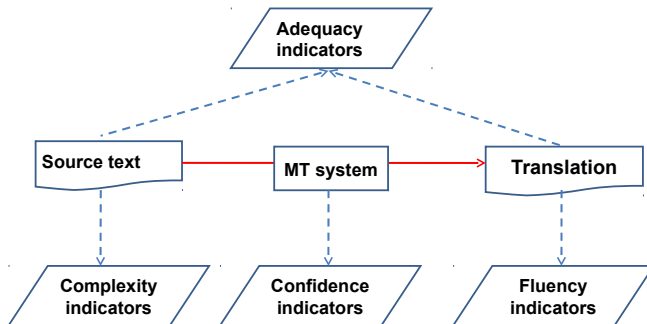 Adequacy
indicators
Source text
MT system
Translation
Complexity
indicators
Confidence
indicators
Fluency
indicators